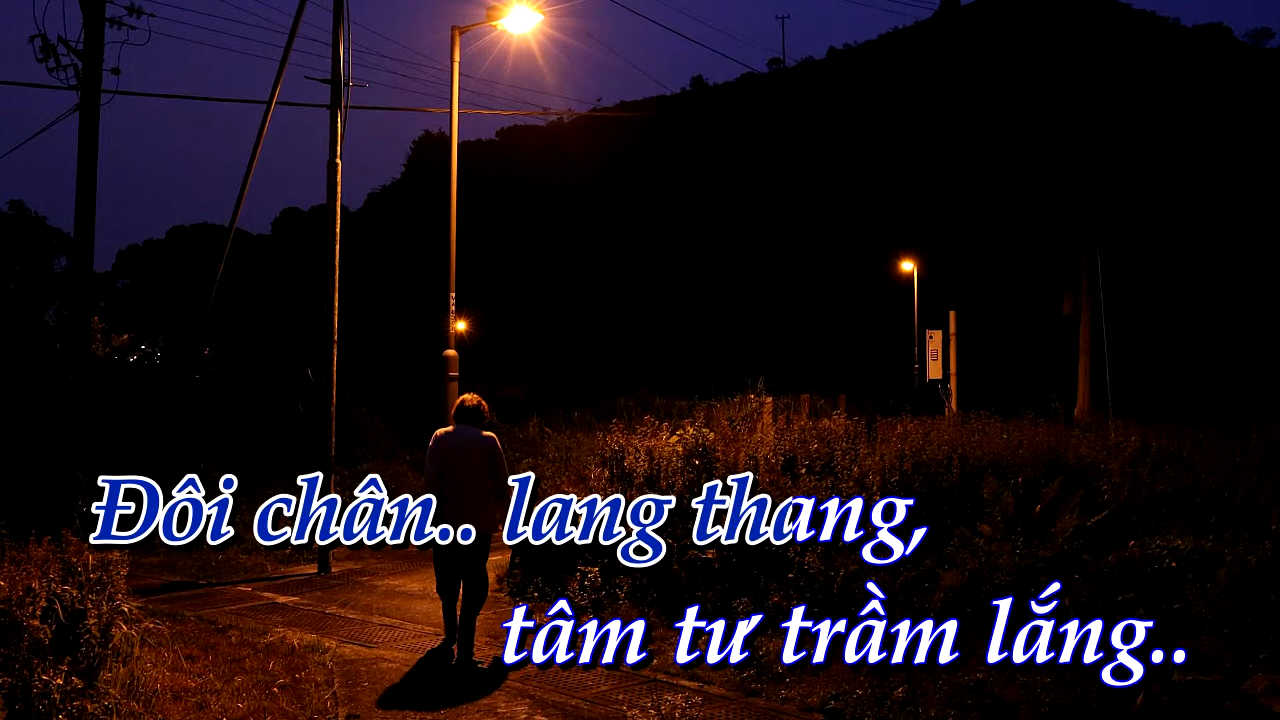 Đôi chân.. lang thang,
tâm tư trầm lắng..